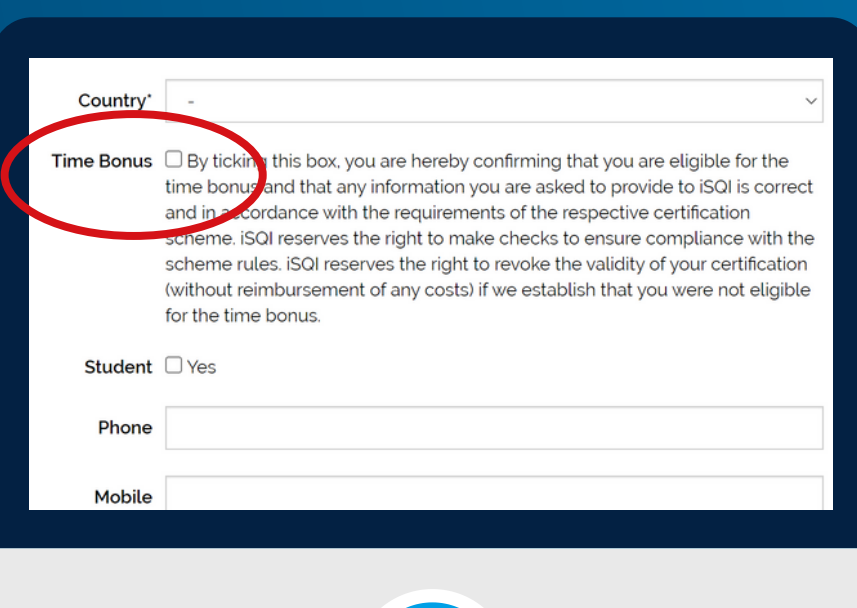 Country*
-
Time Bonus By ticking this box, you are hereby confirming that you are eligible for the
time bonus and that any information you are asked to provide to iSQI is correct
and in accordance with the requirements of the respective certification
scheme. iSQI reserves the right to make checks to ensure compliance with the
scheme rules. iSQI reserves the right to revoke the validity of your certification
(without reimbursement of any costs) if we establish that you were not eligible
for the time bonus.
Student Yes
Phone
Mobile